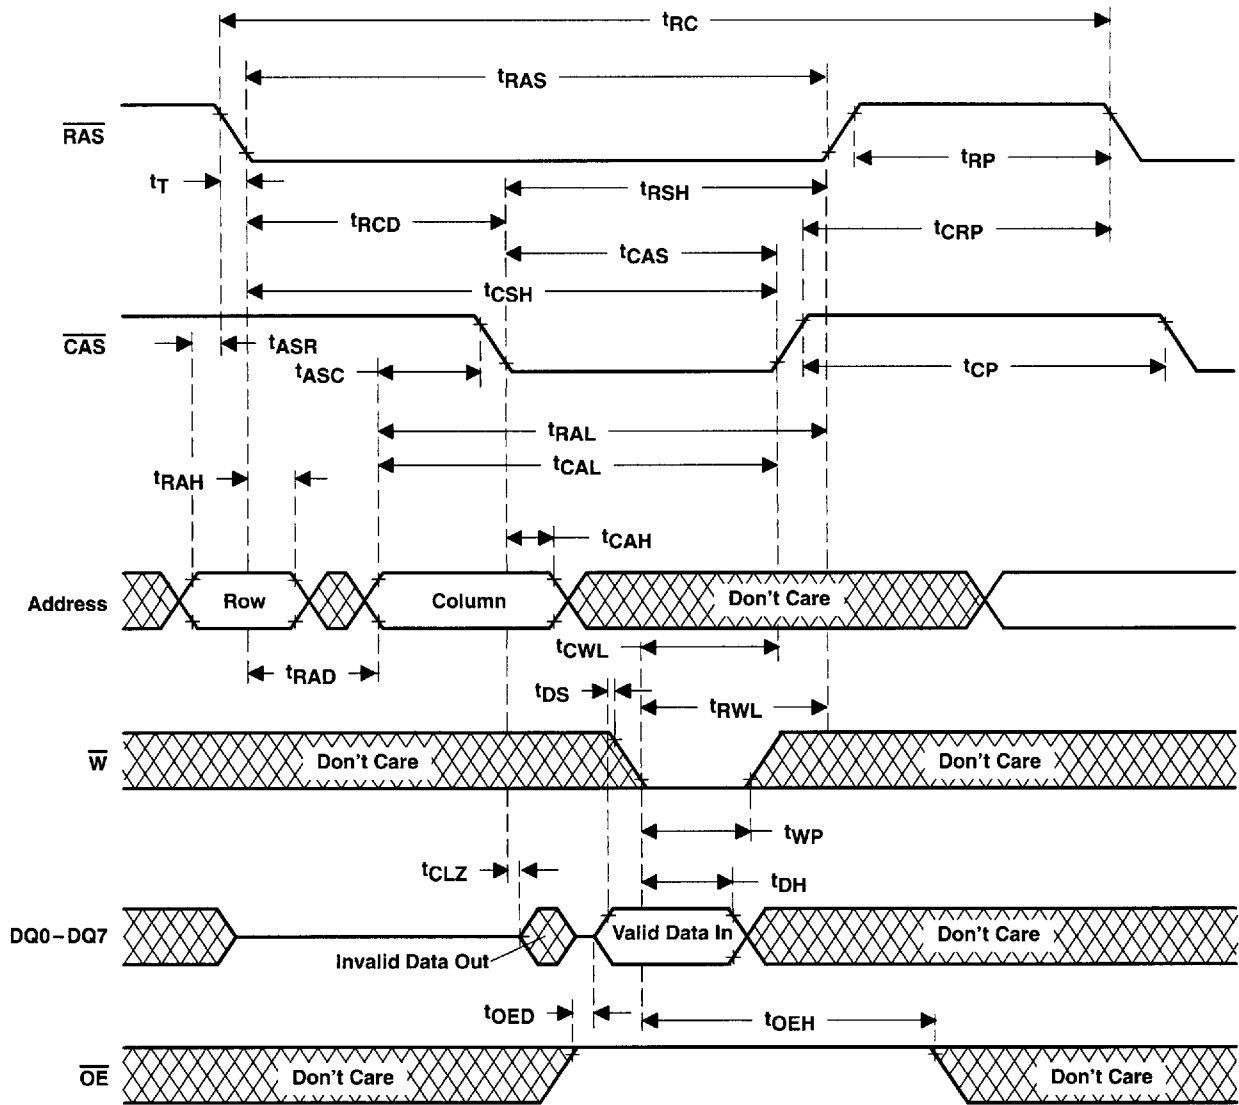 tRC
tRAS
RAS
tT
tRP
tRSH
tRCD
tCRP
tCAS
tCSH
CAS
tASR
tASC
tCP
tRAL
tCAL
tRAH
tCAH
Address
Row
Column
Don't Care
tCWL
tRAD
tDS
tRWL
W
Don't Care
Don't Care
tWP
tCLZ
tDH
DQ0–DQ7
Valid Data In
Don't Care
Invalid Data Out
tOED
tOEH
OE
Don't Care
Don't Care